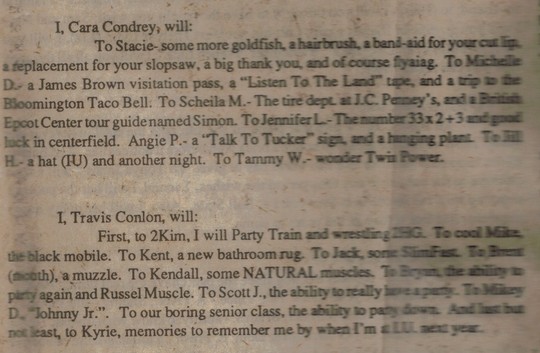 I, Cara Condrey, will:
To Stacie- some more goldfish, a hairbrush, a band-aid for your cut lip,
a replacement for your slopsaw, a big thank you, and of course flyaiag. To Michelle
D.- a James Brown visitation pass, a "Listen To The Land" tape, and a trip to the
Bloomington Taco Bell. To Scheila M.- The tire dept. at J.C. Penney's, and a British
Epcot Center tour guide named Simon. To Jennifer L.- The number 33 x 2 + 3 and good
luck in centerfield. Angie P.- a "Talk To Tucker" sign, and a hanging plant. To Jill
H.- a hat (IU) and another night. To Tammy W.- wonder Twin Power.
I, Travis Conlon, will:
First, to 2Kim, I will Party Train and wrestling To cool Mike,
the black mobile. To Kent, a new bathroom rug. To Jack, some SlimFast. To Brent
(mouth), a muzzle. To Kendall, some NATURAL muscles. To Bryan, the ability to
party again and Russel Muscle. To Scott J., the ability to really have a party. To Mikey
D., "Johnny Jr.". To our boring senior class, the ability to party down. And last but
not least, to Kyrie, memories to remember me by when I'm at I.U. next year.